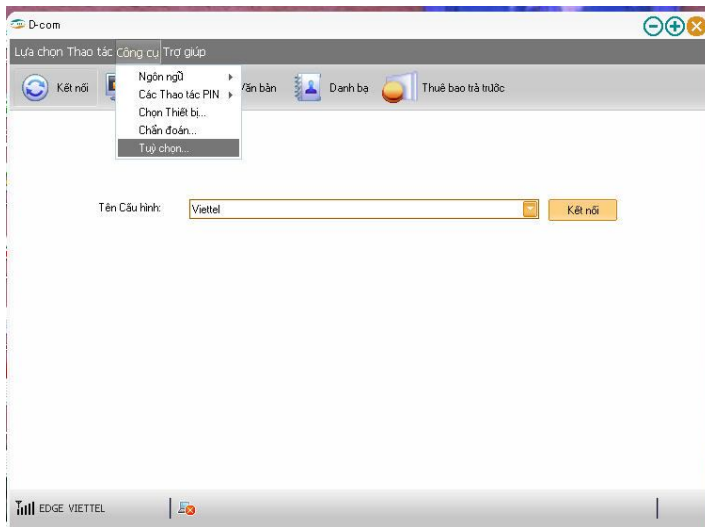 D-com
Lựa chọn Thao tác Công cụ Trợ giúp
Kết nối Văn bản Danh bạ Thuê bao trả trước
Ngôn ngữ
Các Thao tác PIN
Chọn Thiết bị...
Chẩn đoán...
Tuỳ chọn...
Tên Cấu hình: Viettel Kết nối
EDGE VIETTEL